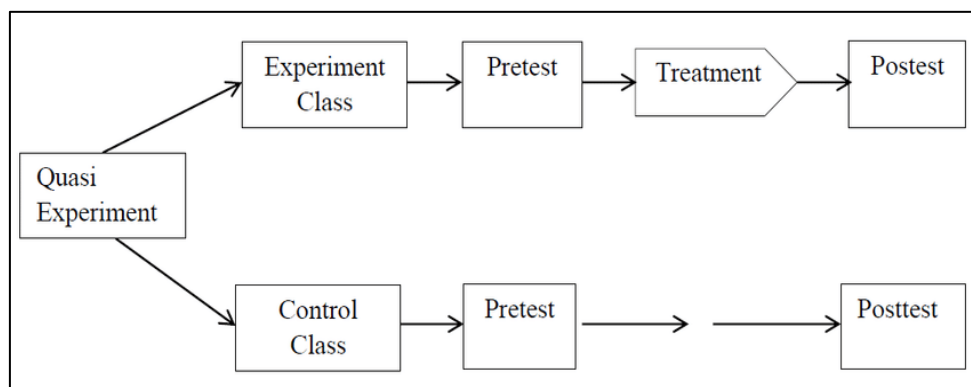 Experiment
Class
Pretest
Treatment
Postest
Quasi
Experiment
Control
Class
Pretest
Posttest